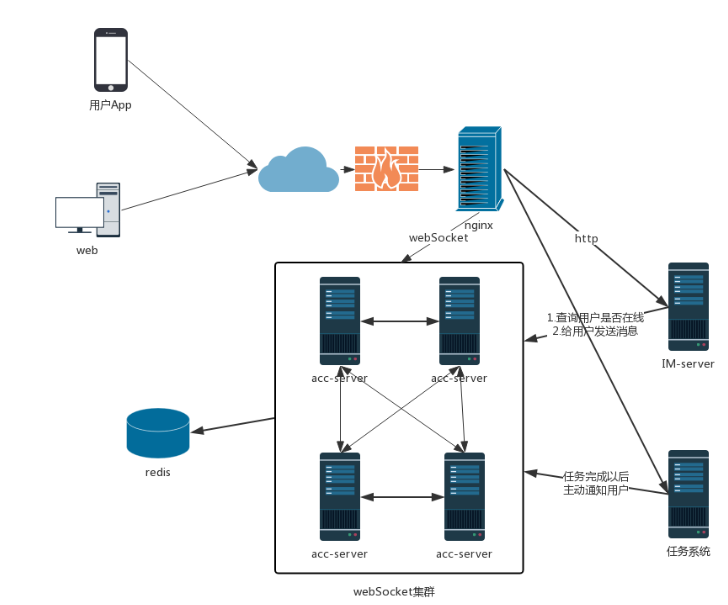 用户App
web
nginx
webSocket
http
1.查询用户是否在线
2.给用户发送消息
IM-server
acc-server
acc-server
redis
任务完成以后
主动通知用户
任务系统
acc-server
acc-server
webSocket集群